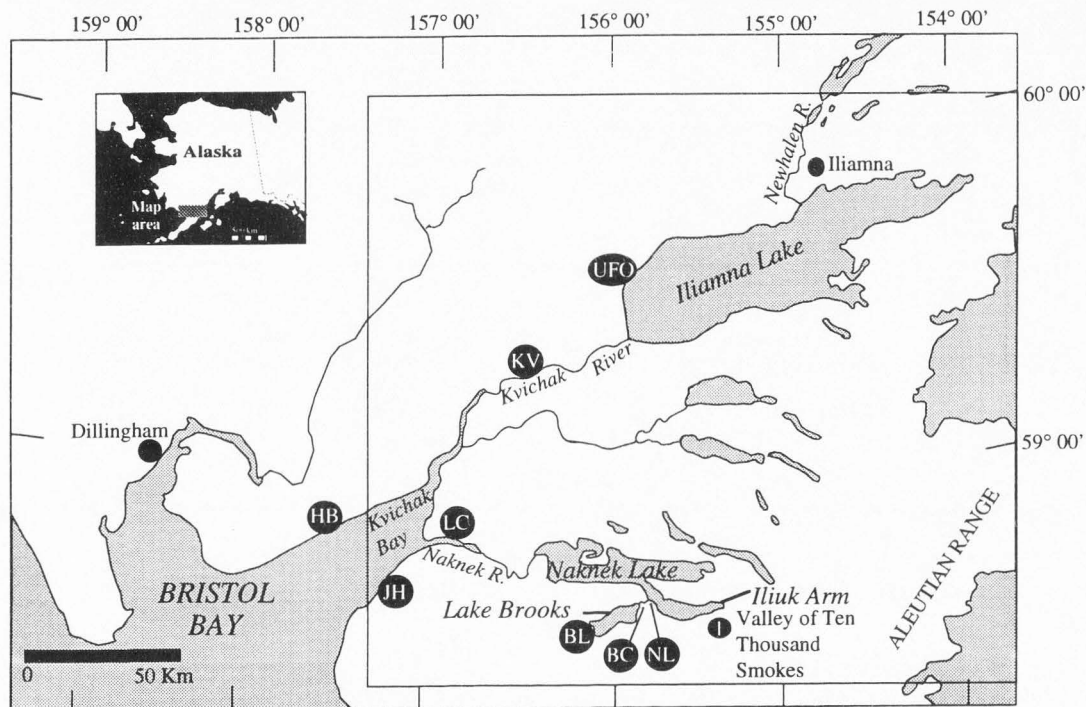 159° 00'
158° 00'
157° 00'
156° 00'
155° 00'
154° 00'
60° 00'
Alaska
Map
area
Newhalen R.
Iliamna
UFO
Iliamna Lake
KV
Kvichak River
59° 00'
Dillingham
HB
Kvichak
Bay
LC
Naknek R.
Naknek Lake
JH
BRISTOL
BAY
Lake Brooks
Iliuk Arm
BL
BC
NL
I
Valley of Ten
Thousand
Smokes
ALEUTIAN RANGE
0
50 Km